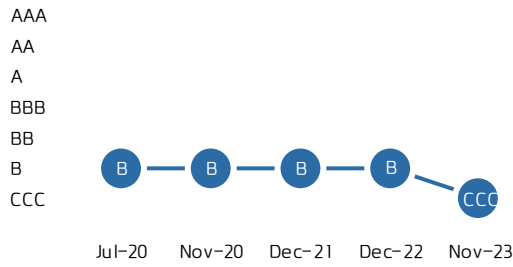 AAA
AA
A
BBB
BB
B B B B B
CCC CCC
Jul-20 Nov-20 Dec-21 Dec-22 Nov-23